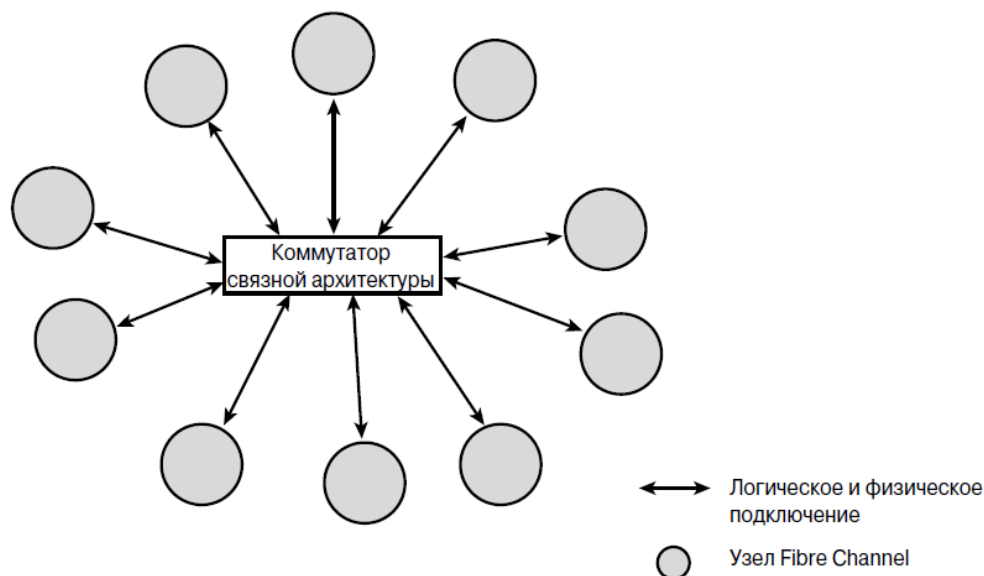 Коммутатор
связной архитектуры
Логическое и физическое
подключение
Узел Fibre Channel